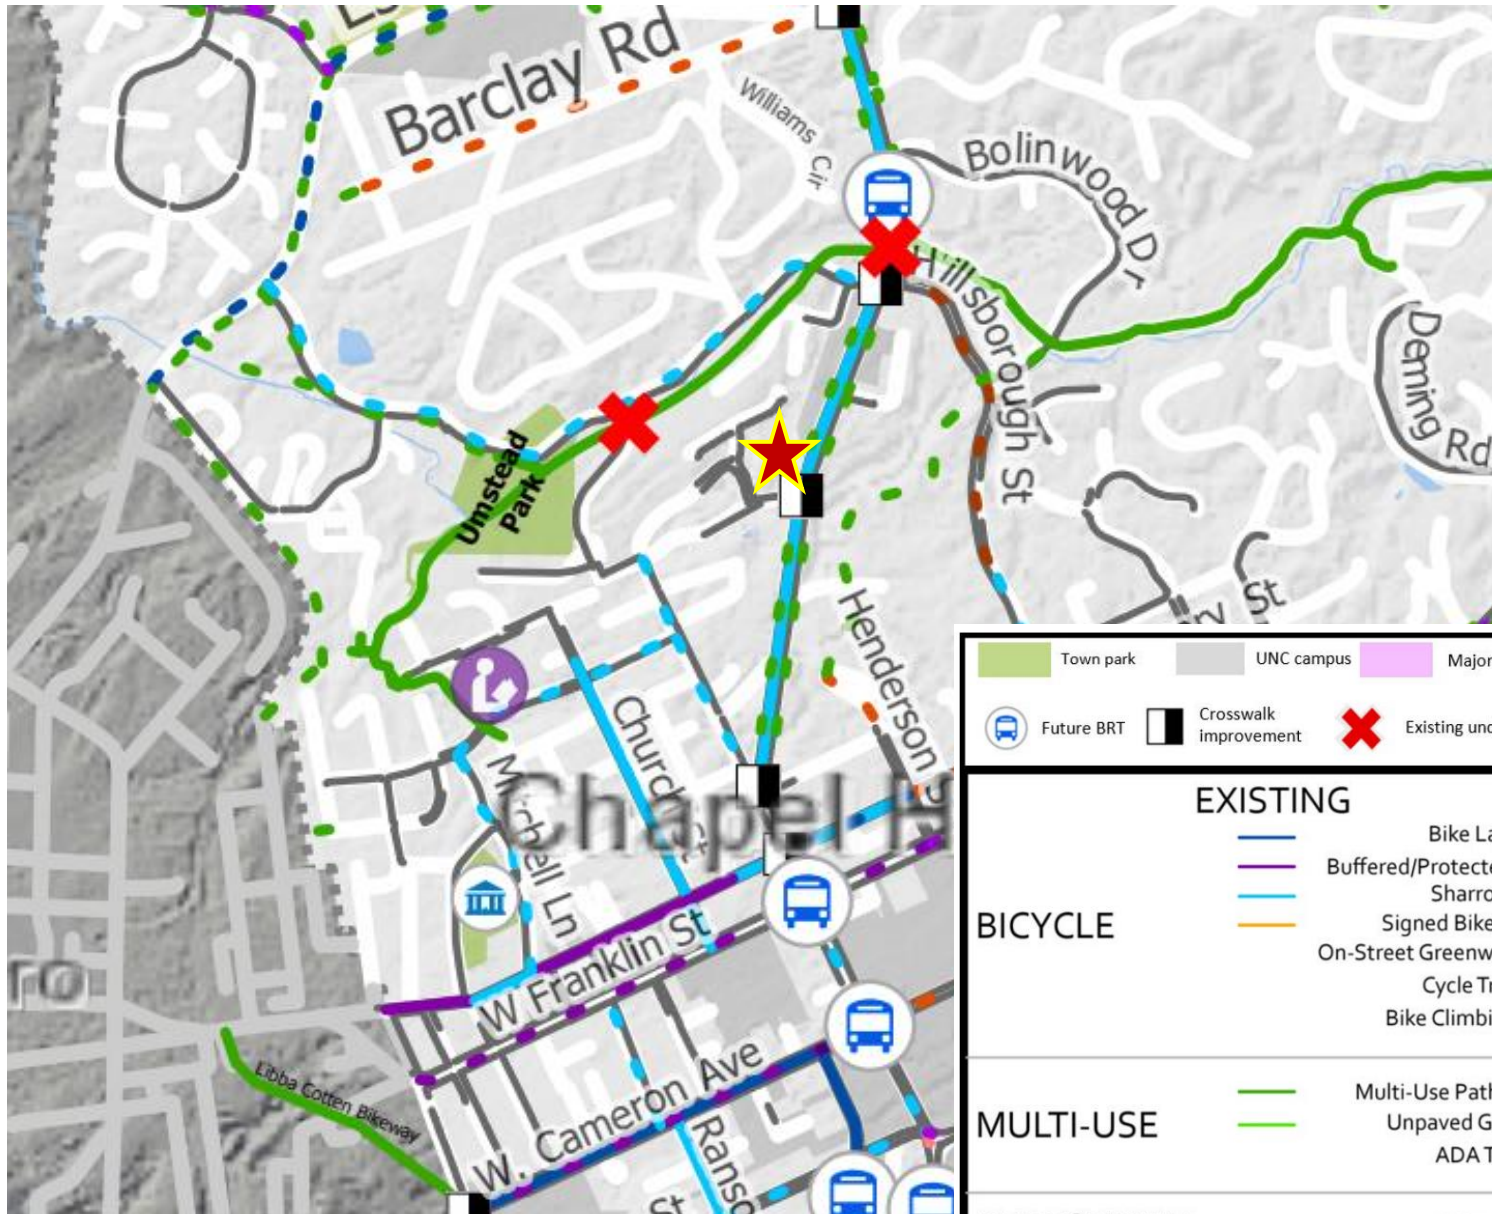 Barclay Rd
Williams Cir
Bolinwood Dr
Hillsborough St
Deming Rd
Umstead
Park
Henderson
St
Church St
Mitchell Ln
Chapel H
W Franklin St
ro
Libba Cotten Bikeway
W. Cameron Ave
Ranso
St
Town park
UNC campus
Major
Future BRT
Crosswalk
improvement
Existing und
EXISTING
BICYCLE
Bike La
Buffered/Protecte
Sharro
Signed Bike
On-Street Greenw
Cycle Tr
Bike Climbi
MULTI-USE
Multi-Use Path
Unpaved G
ADA T